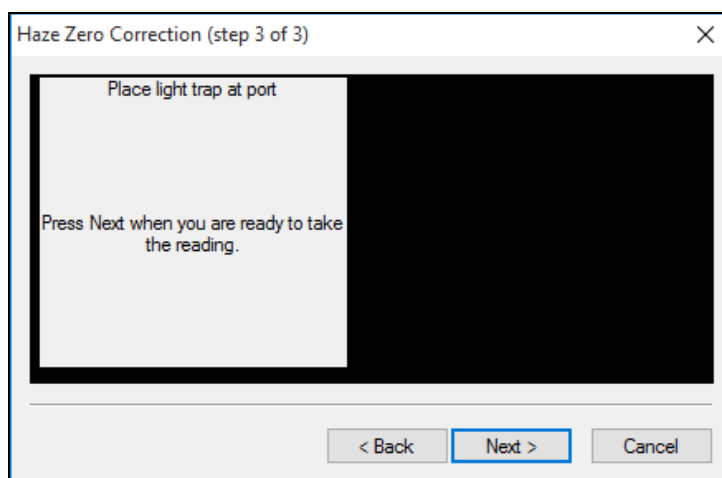 Haze Zero Correction (step 3 of 3)
Place light trap at port
Press Next when you are ready to take
the reading.
< Back
Next >
Cancel